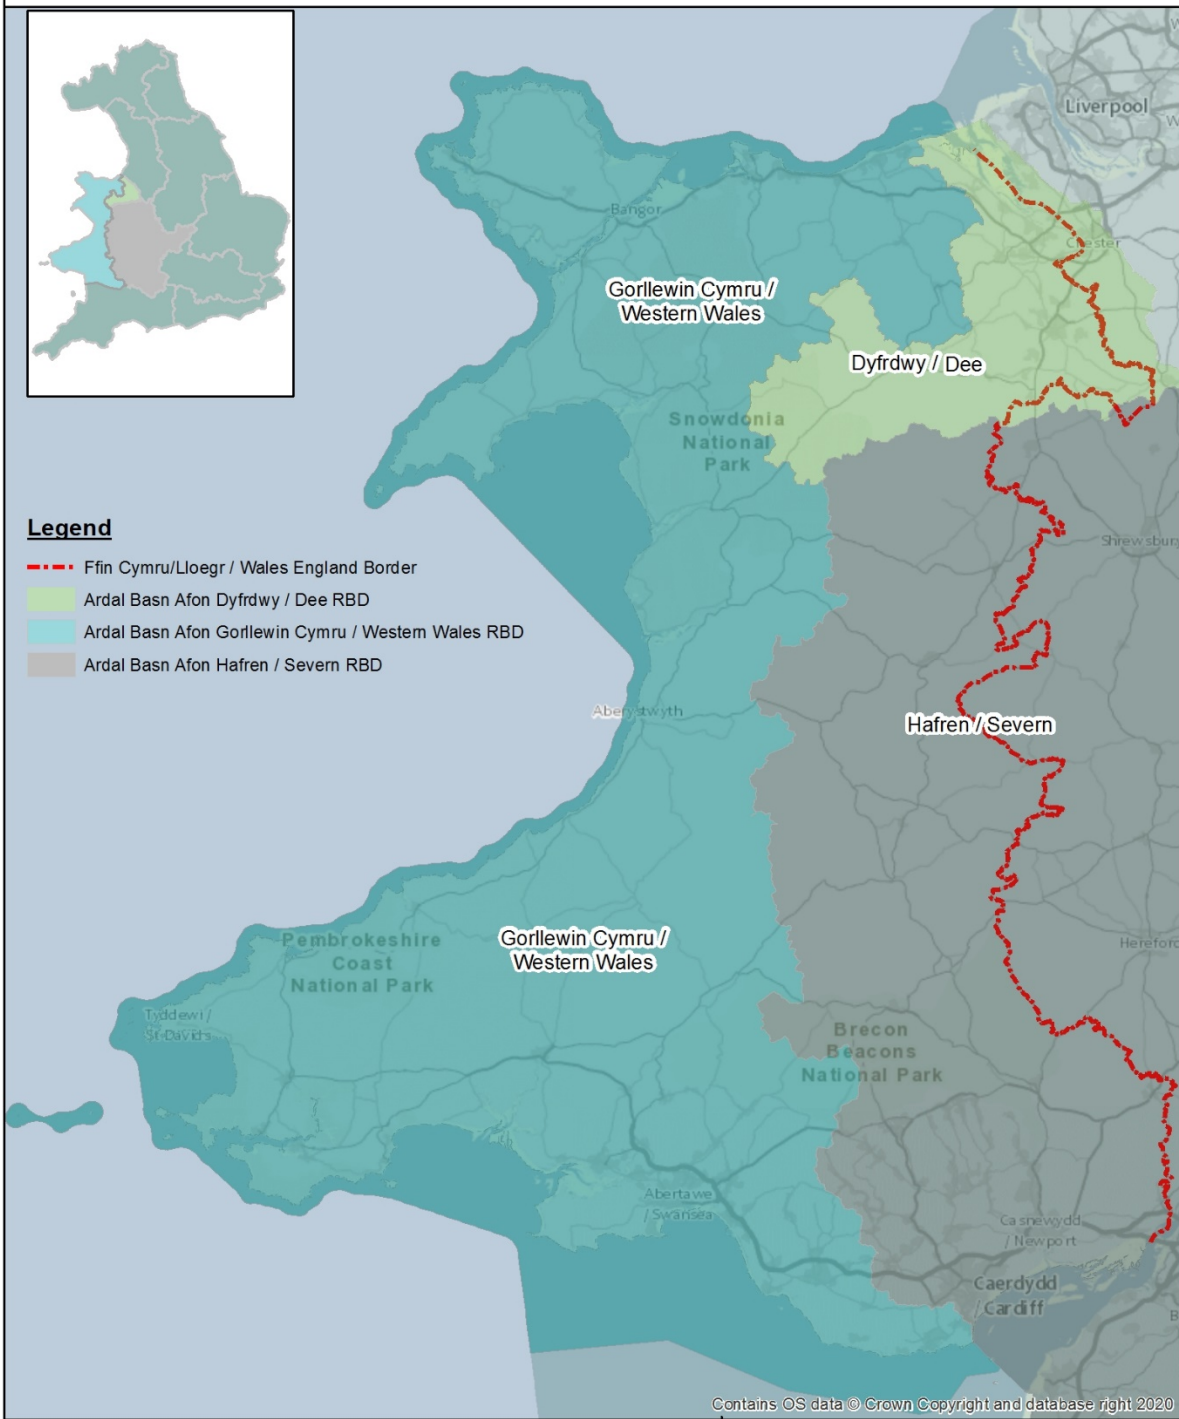 Liverpool
Bangor
Chester
Gorllewin Cymru /
Western Wales
Dyfrdwy / Dee
Snowdonia
National
Park
Legend
Ffin Cymru/Lloegr / Wales England Border
Ardal Basn Afon Dyfrdwy / Dee RBD
Ardal Basn Afon Gorllewin Cymru / Western Wales RBD
Ardal Basn Afon Hafren / Severn RBD
Shrewsbury
Aberystwyth
Hafren / Severn
Gorllewin Cymru /
Western Wales
Pembrokeshire
Coast
National Park
Hereford
Tyddewi /
St Davids
Brecon
Beacons
National Park
Abertawe
/ Swansea
Casnewydd
/ Newport
Caerdydd
/ Cardiff
Contains OS data © Crown Copyright and database right 2020